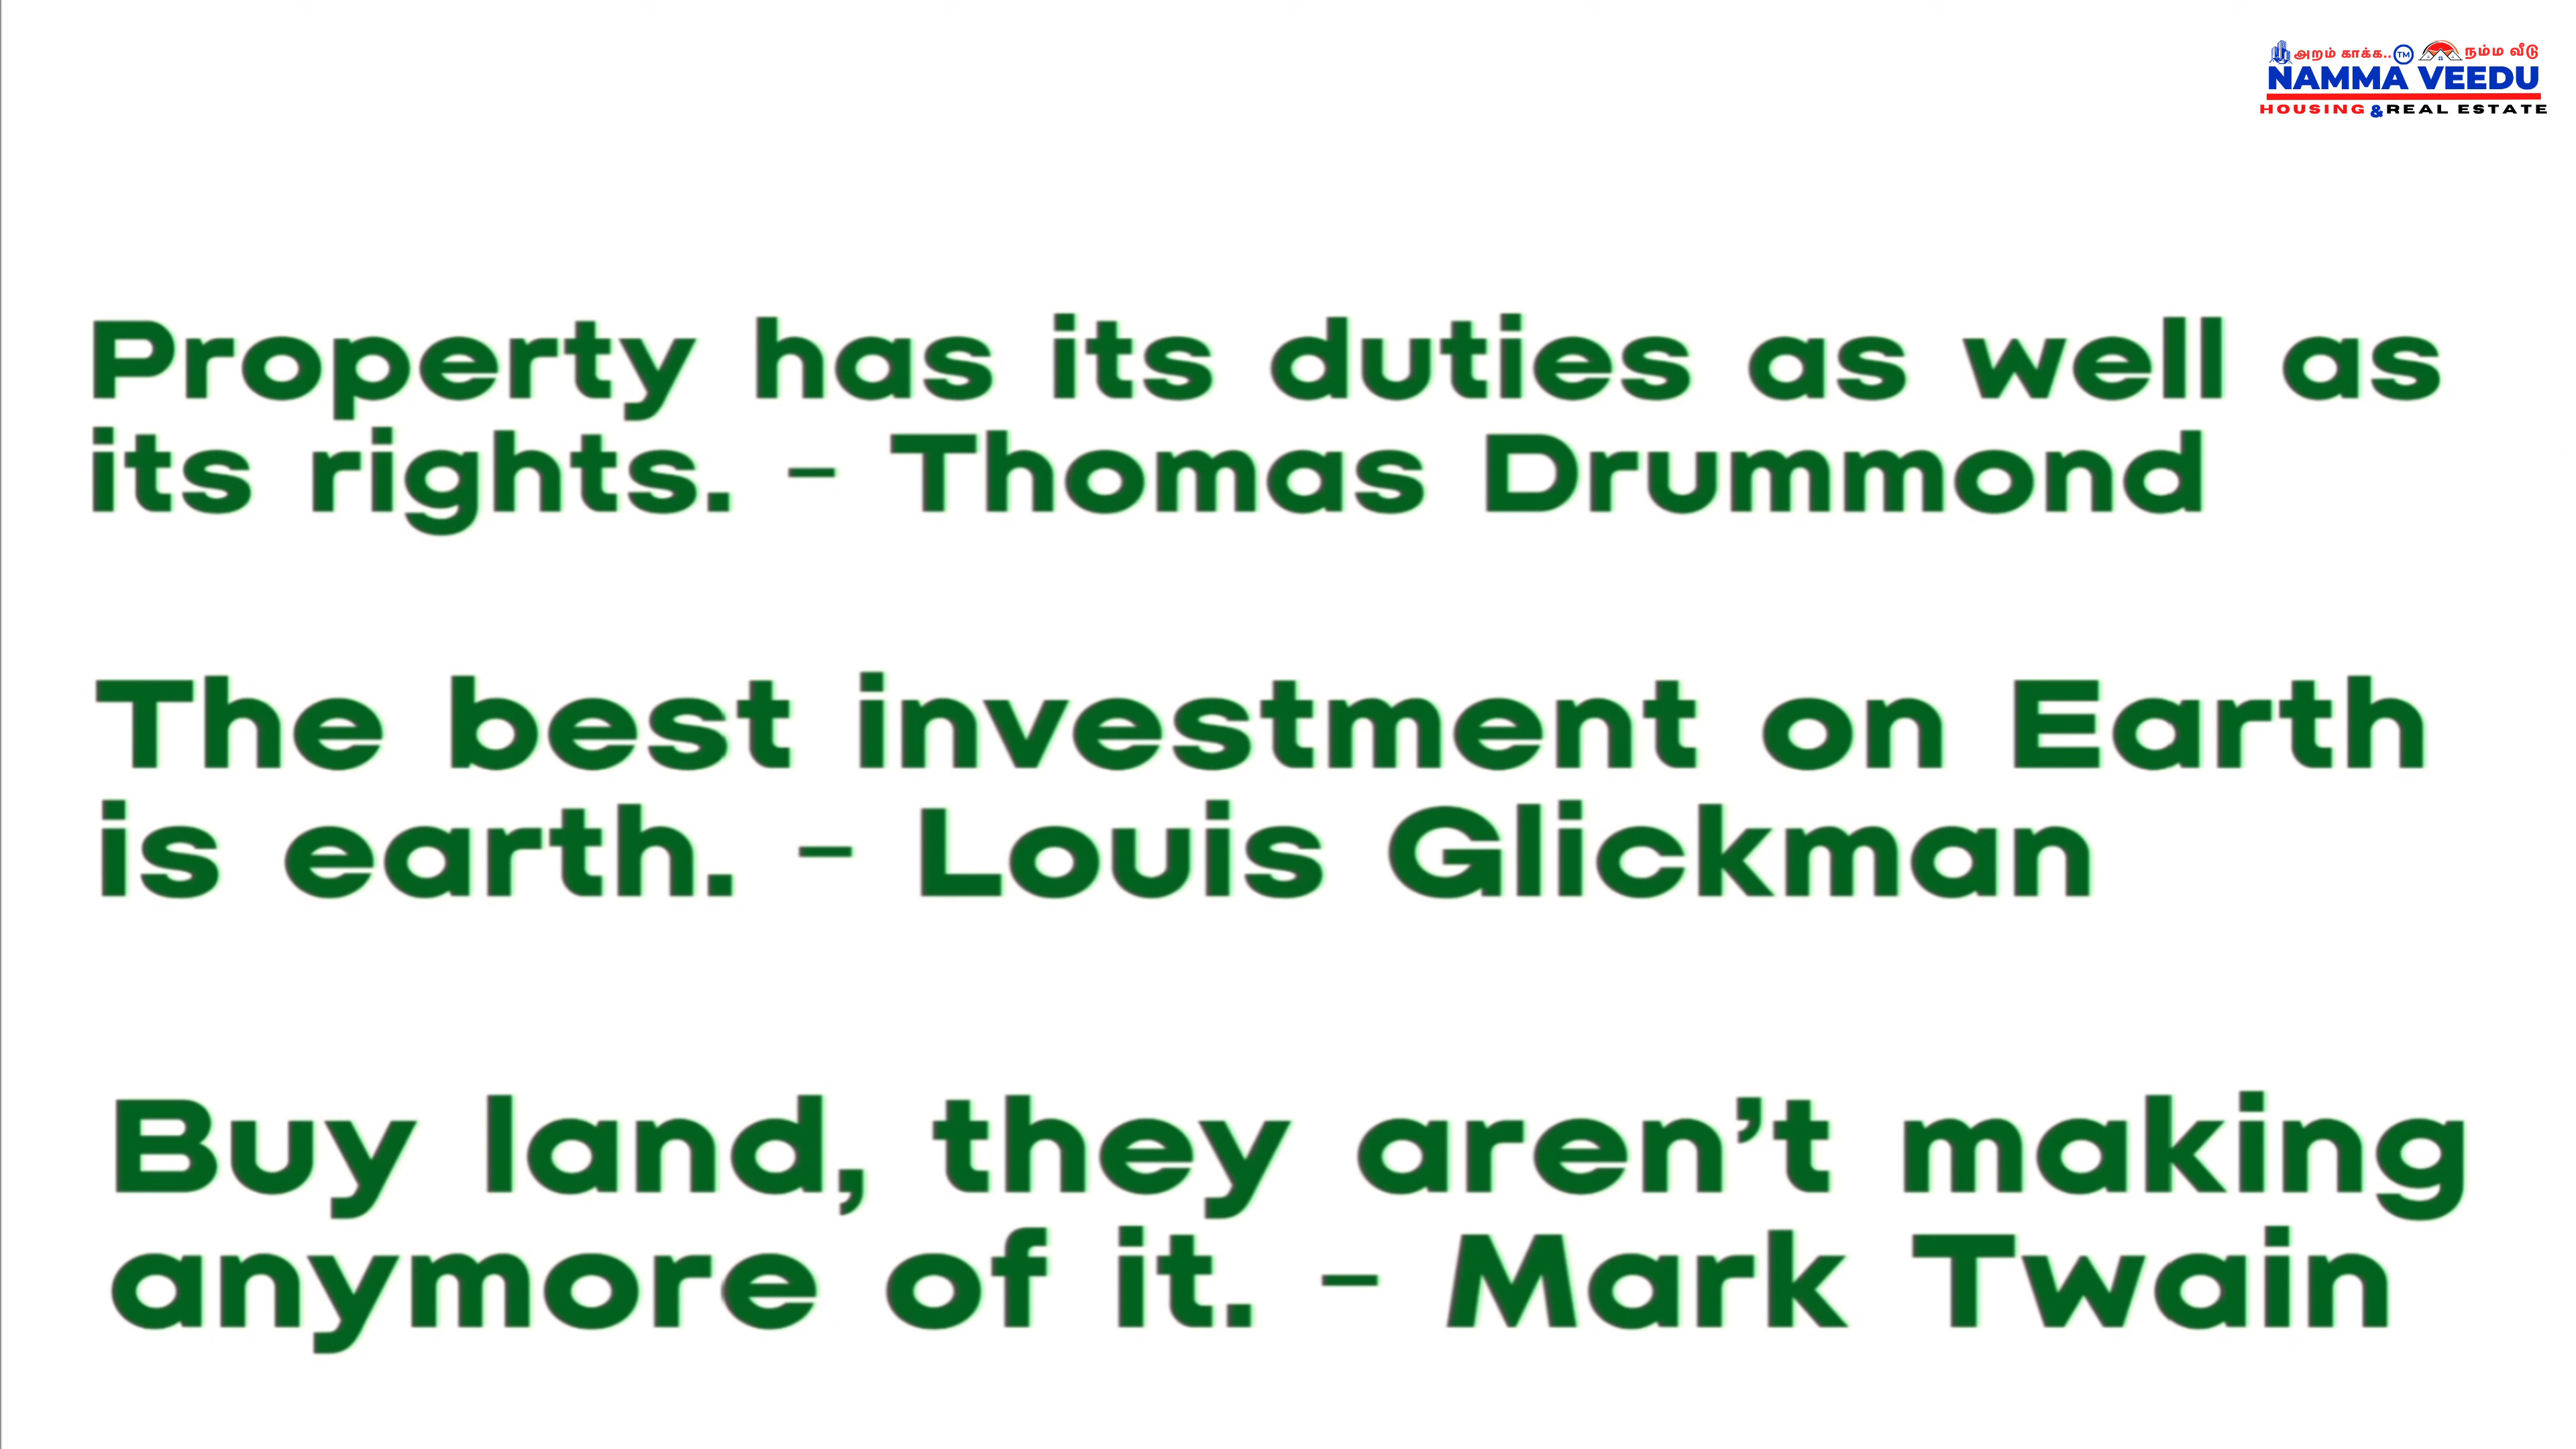 அறம் காக்க..TM நம்ம வீடு
NAMMA VEEDU
HOUSING &REAL ESTATE
Property has its duties as well as
its rights. - Thomas Drummond
The best investment on Earth
is earth. - Louis Glickman
Buy land, they aren’t making
anymore of it. - Mark Twain